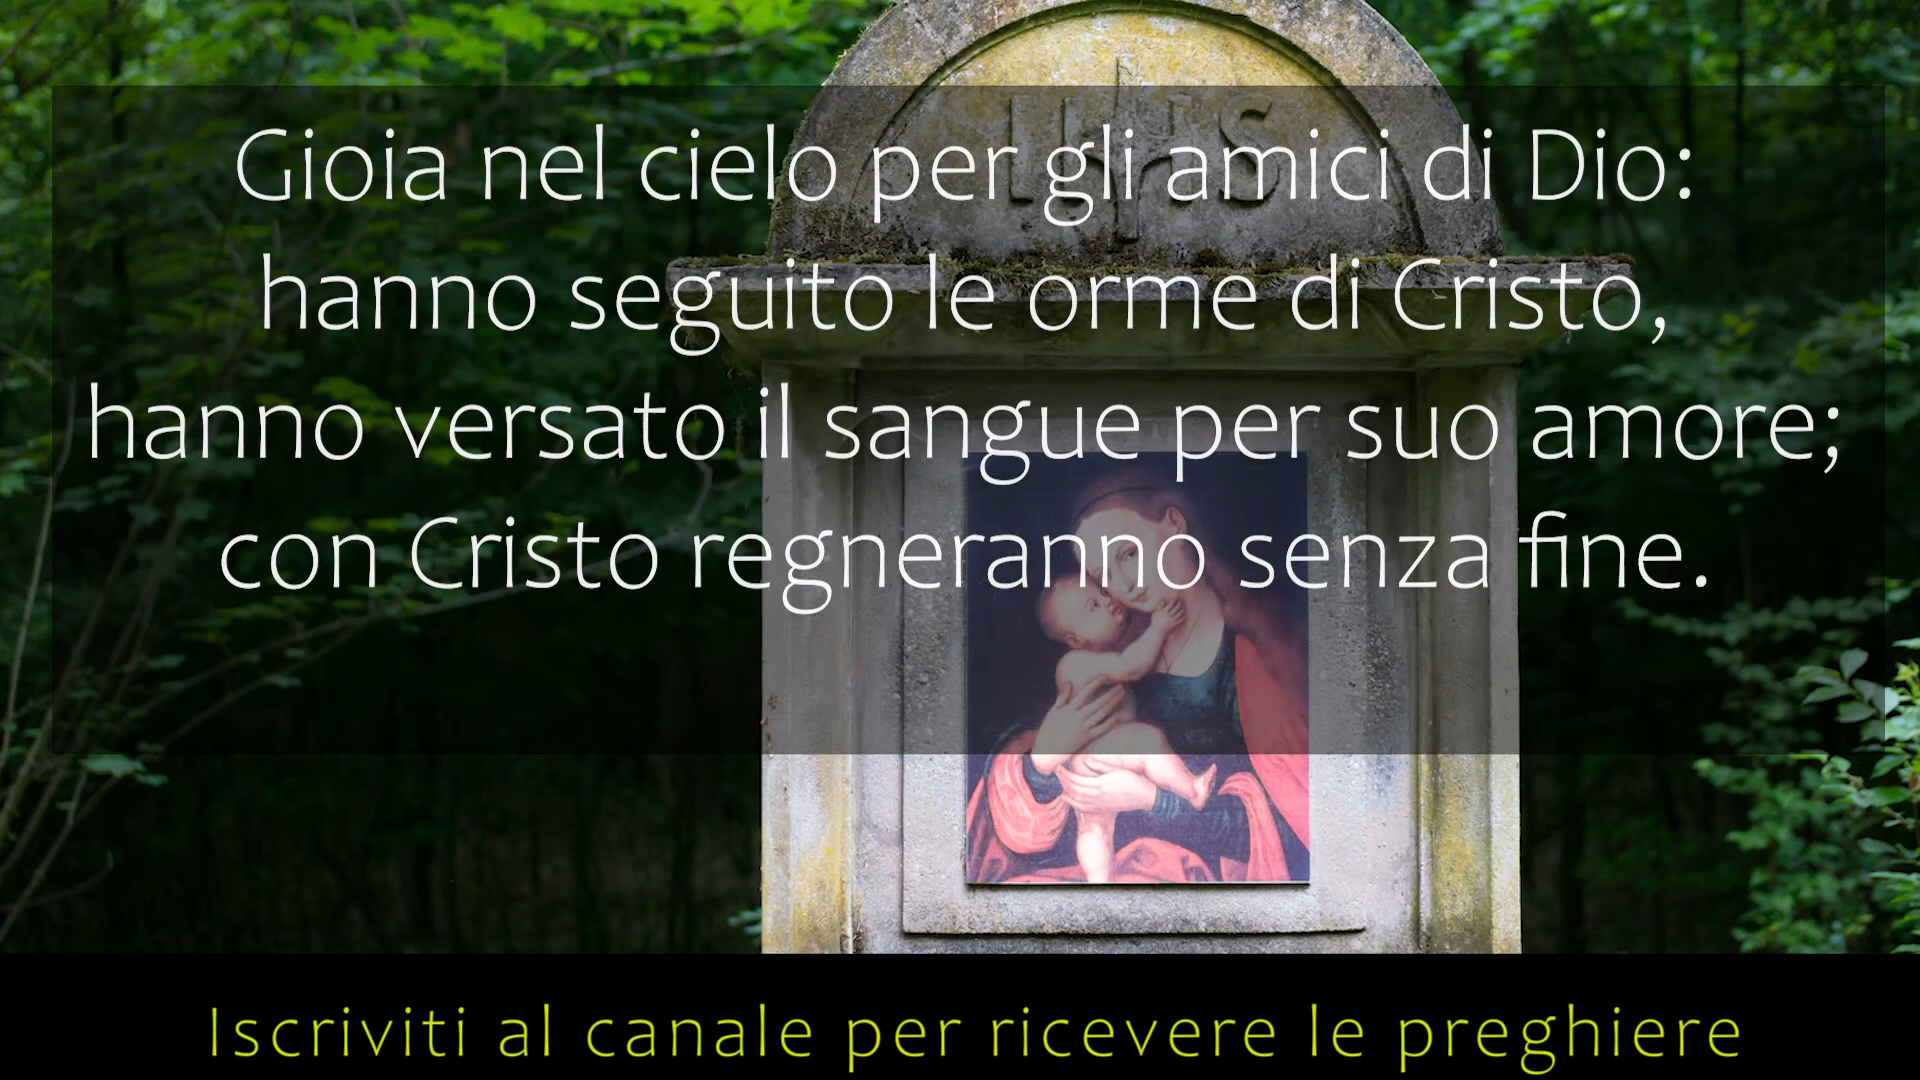 IHS
Gioia nel cielo per gli amici di Dio:
hanno seguito le orme di Cristo,
hanno versato il sangue per suo amore;
con Cristo regneranno senza fine.
Iscriviti al canale per ricevere le preghiere